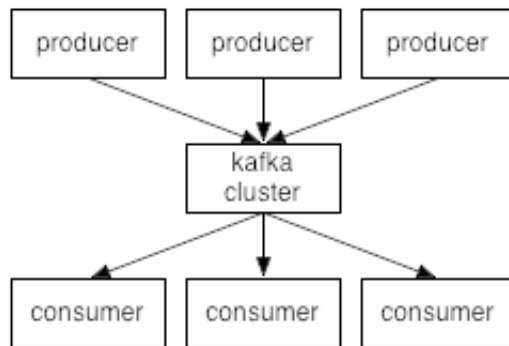 producer producer producer
kafka
cluster
consumer consumer consumer